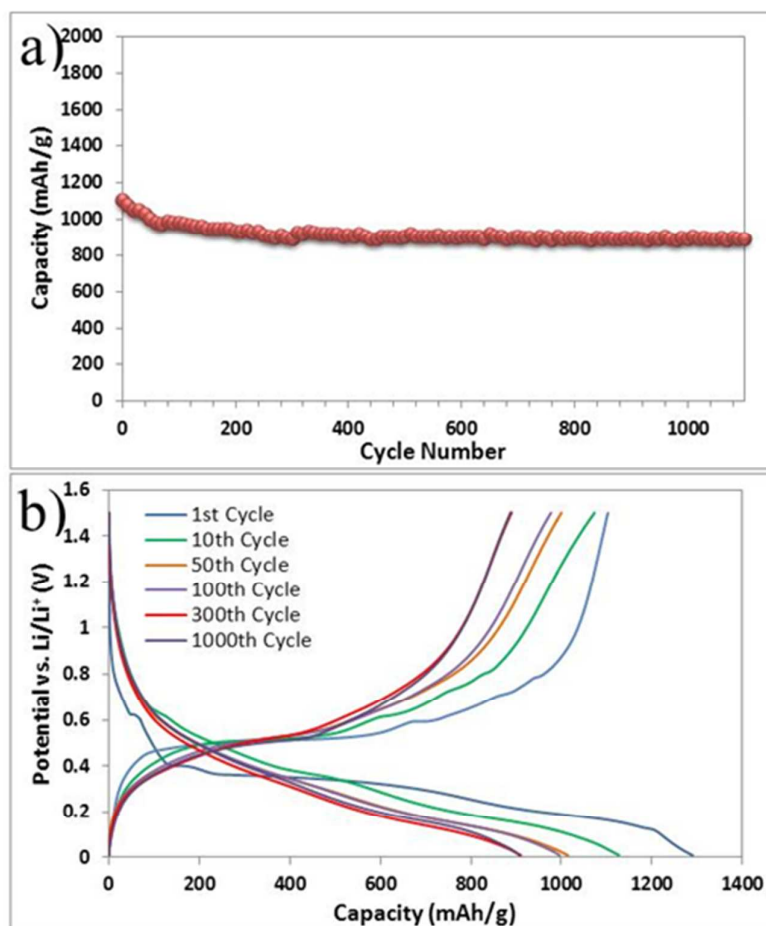 a)
2000
1800
1600
1400
1200
1000
800
600
400
200
0
Capacity (mAh/g)
0 200 400 600 800 1000
Cycle Number
b)
1.6
1.4
1.2
1
0.8
0.6
0.4
0.2
0
Potential vs. Li/Li⁺ (V)
1st Cycle
10th Cycle
50th Cycle
100th Cycle
300th Cycle
1000th Cycle
0 200 400 600 800 1000 1200 1400
Capacity (mAh/g)